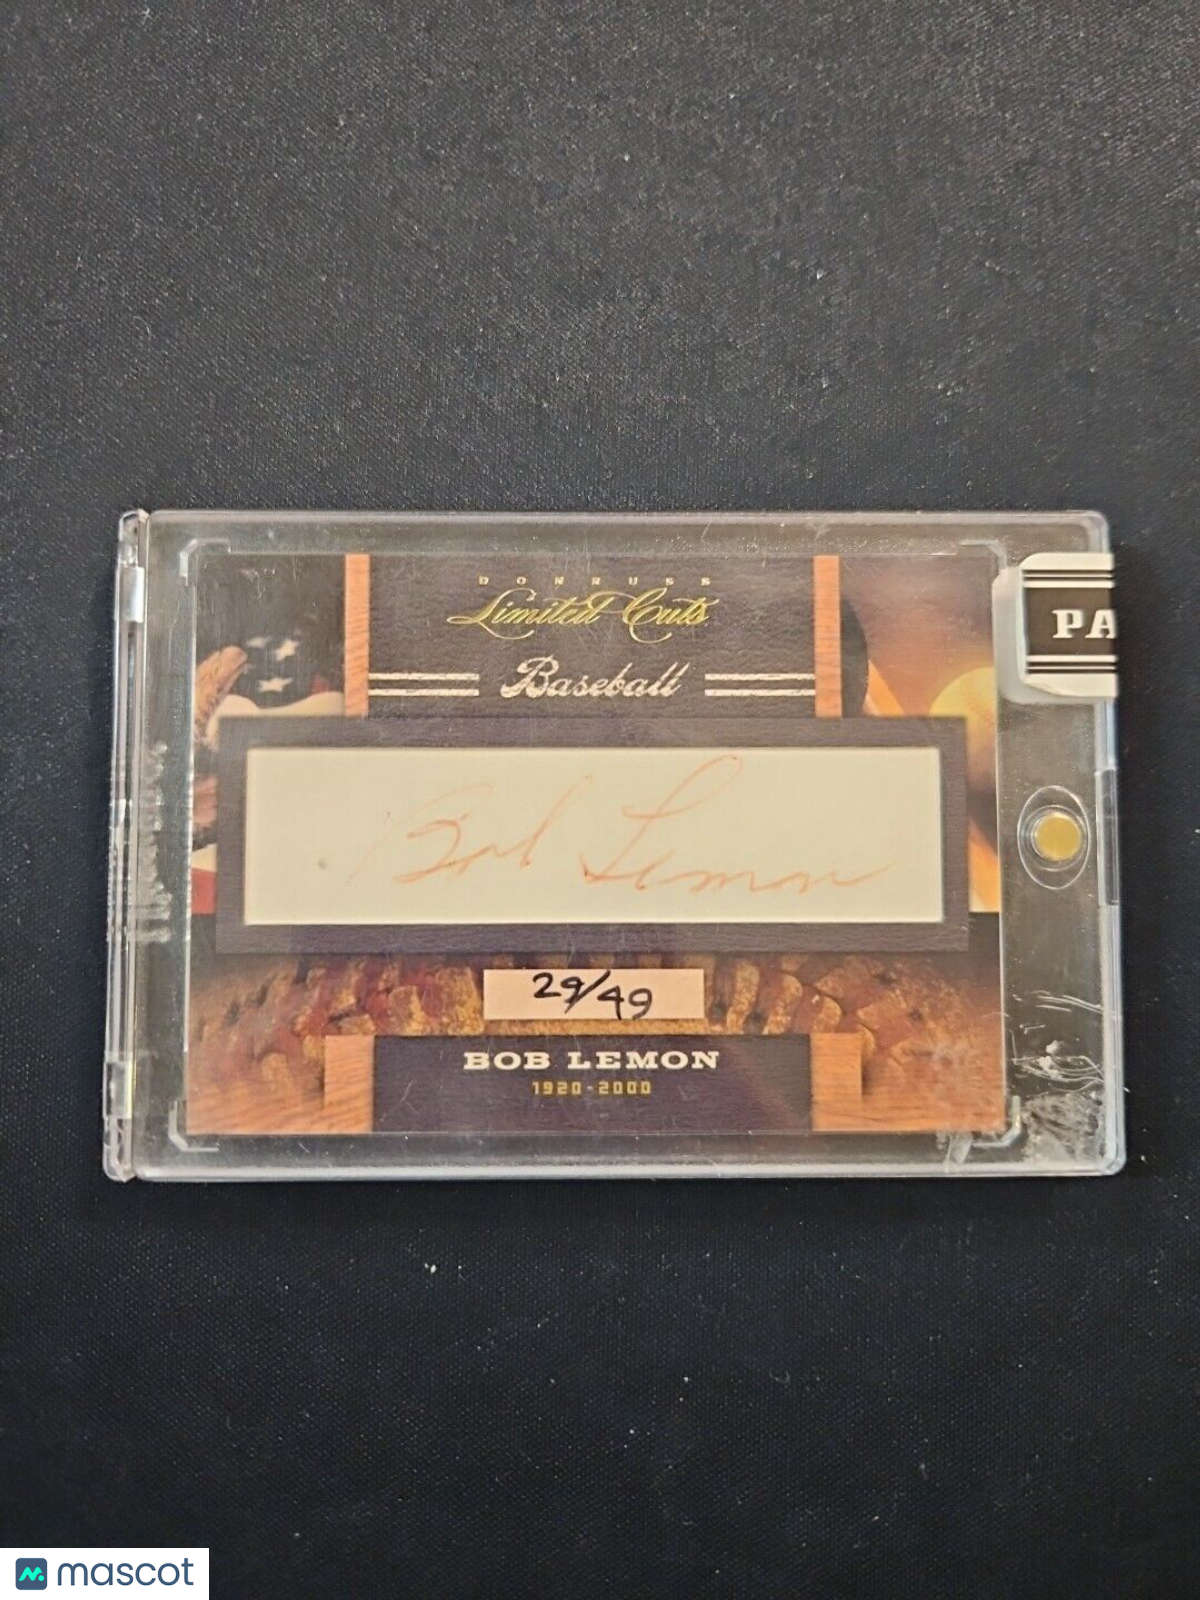 DONRUSS
Limited Cuts
Baseball
PA
Bob Lemon
29/49
BOB LEMON
1920-2000
mascot